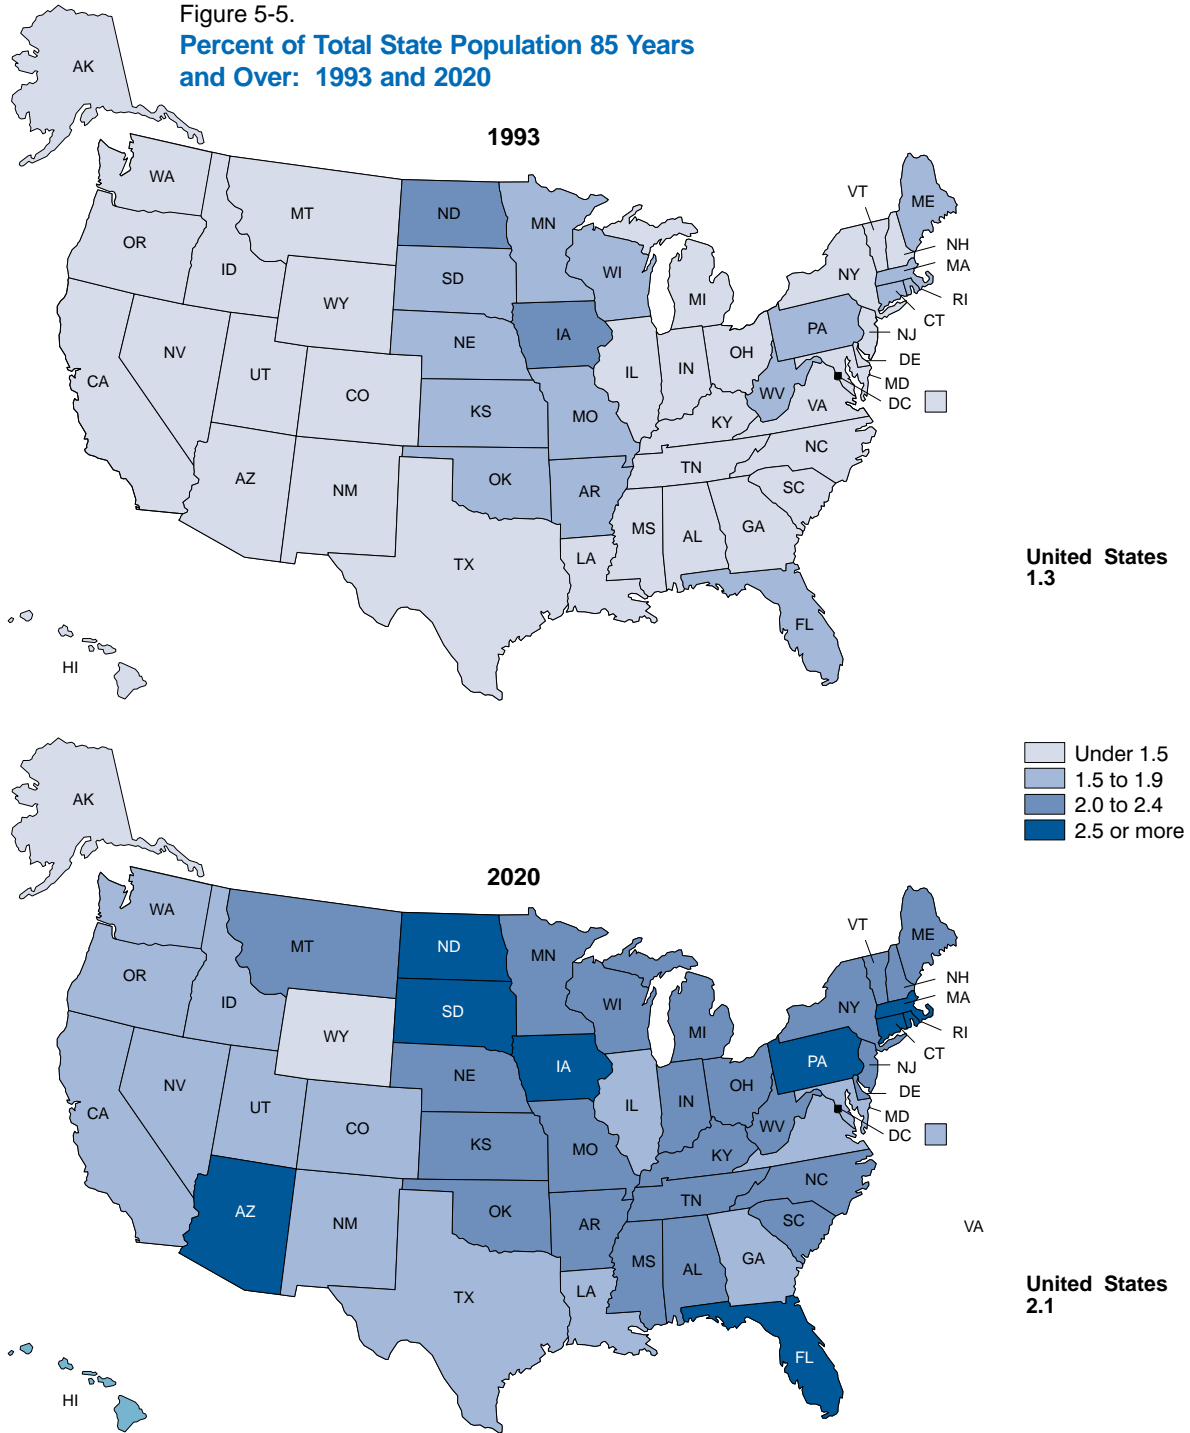 Figure 5-5.
Percent of Total State Population 85 Years
and Over: 1993 and 2020
1993
AK
WA
MT
ND
MN
VT
ME
OR
ID
SD
WI
NY
NH
MA
WY
MI
RI
CT
NV
UT
NE
IA
PA
NJ
CA
CO
IL
IN
OH
DE
MD
DC
KS
MO
WV
VA
KY
AZ
NM
OK
AR
TN
NC
SC
TX
LA
MS
AL
GA
FL
HI
United States
1.3
Under 1.5
1.5 to 1.9
2.0 to 2.4
2.5 or more
2020
AK
WA
MT
ND
MN
VT
ME
OR
ID
SD
WI
NY
NH
MA
WY
MI
RI
CT
NV
UT
NE
IA
PA
NJ
CA
CO
IL
IN
OH
DE
MD
DC
KS
MO
WV
KY
AZ
NM
OK
AR
TN
NC
SC
VA
TX
LA
MS
AL
GA
FL
HI
United States
2.1